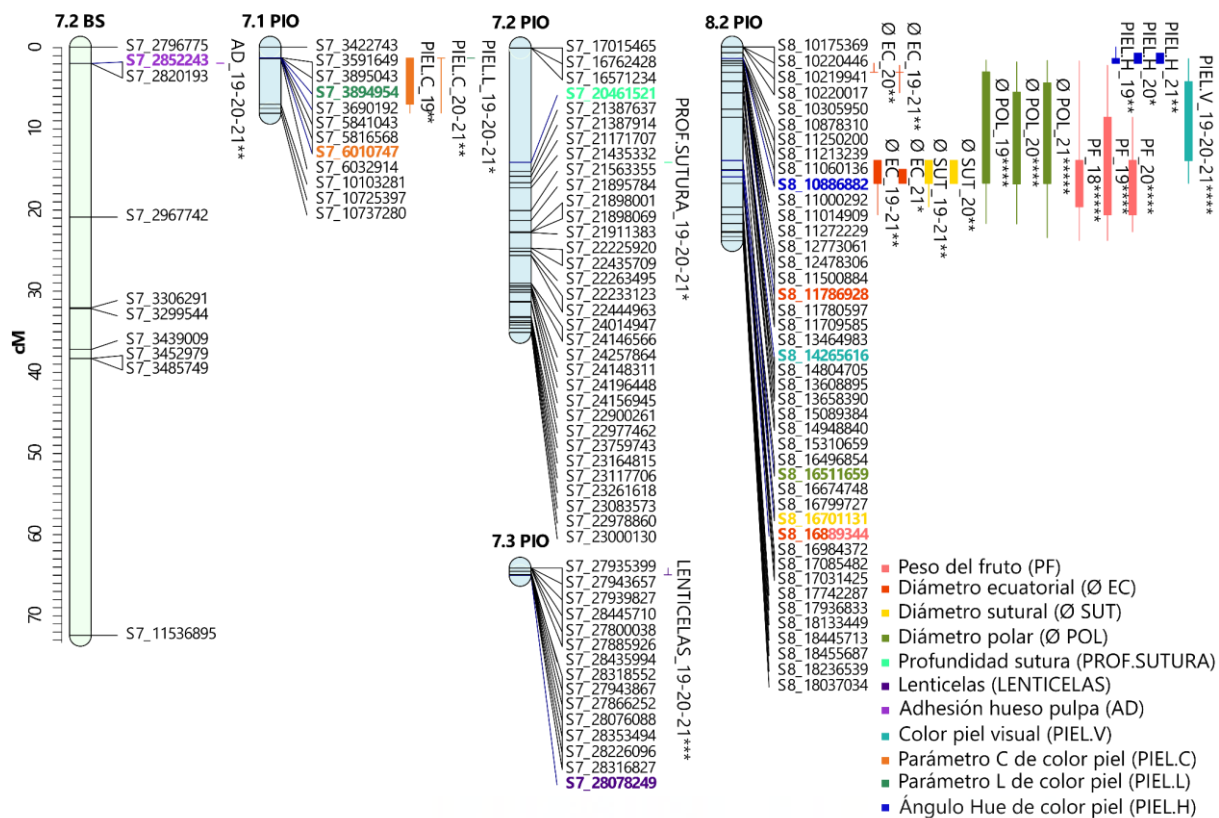 7.2 BS
0
10
20
30
40
50
60
70
cM
S7_2796775
S7_2852243
S7_2820193
S7_2967742
S7_3306291
S7_3299544
S7_3439009
S7_3452979
S7_3485749
S7_11536895
AD_19-20-21**
7.1 PIO
S7_3422743
S7_3591649
S7_3895043
S7_3894954
S7_3690192
S7_5841043
S7_5816568
S7_6010747
S7_6032914
S7_10103281
S7_10725397
S7_10737280
PIEL.C_19**
PIEL.C_20-21**
PIEL.L_19-20-21*
7.2 PIO
S7_17015465
S7_16762428
S7_16571234
S7_20461521
S7_21387637
S7_21387914
S7_21171707
S7_21435332
S7_21563355
S7_21895784
S7_21898001
S7_21898069
S7_21911383
S7_22225920
S7_22435709
S7_22263495
S7_22233123
S7_22444963
S7_24014947
S7_24146566
S7_24257864
S7_24148311
S7_24196448
S7_24156945
S7_22900261
S7_22977462
S7_23759743
S7_23164815
S7_23117706
S7_23261618
S7_23083573
S7_22978860
S7_23000130
PROF.SUTURA_19-20-21*
7.3 PIO
S7_27935399
S7_27943657
S7_27939827
S7_28445710
S7_27800038
S7_27885926
S7_28435994
S7_28318552
S7_27943867
S7_27866252
S7_28076088
S7_28353494
S7_28226096
S7_28316827
S7_28078249
LENTICELAS_19-20-21***
8.2 PIO
S8_10175369
S8_10220446
S8_10219941
S8_10220017
S8_10305950
S8_10878310
S8_11250200
S8_11213239
S8_11060136
S8_10886882
S8_11000292
S8_11014909
S8_11272229
S8_12773061
S8_12478306
S8_11500884
S8_11786928
S8_11780597
S8_11709585
S8_13464983
S8_14265616
S8_14804705
S8_13608895
S8_13658390
S8_15089384
S8_14948840
S8_15310659
S8_16496854
S8_16511659
S8_16674748
S8_16799727
S8_16701131
S8_16889344
S8_16984372
S8_17085482
S8_17031425
S8_17742287
S8_17936833
S8_18133449
S8_18445713
S8_18455687
S8_18236539
S8_18037034
Ø EC_20**
Ø EC_19-21**
Ø EC_19-21**
Ø EC_21*
Ø SUT_19-21**
Ø SUT_20**
Ø POL_19****
Ø POL_20****
Ø POL_21*****
PF_18*****
PF_19*****
PF_20****
PIEL.H_19**
PIEL.H_20*
PIEL.H_21**
PIEL.V_19-20-21****
Peso del fruto (PF)
Diámetro ecuatorial (Ø EC)
Diámetro sutural (Ø SUT)
Diámetro polar (Ø POL)
Profundidad sutura (PROF.SUTURA)
Lenticelas (LENTICELAS)
Adhesión hueso pulpa (AD)
Color piel visual (PIEL.V)
Parámetro C de color piel (PIEL.C)
Parámetro L de color piel (PIEL.L)
Ángulo Hue de color piel (PIEL.H)